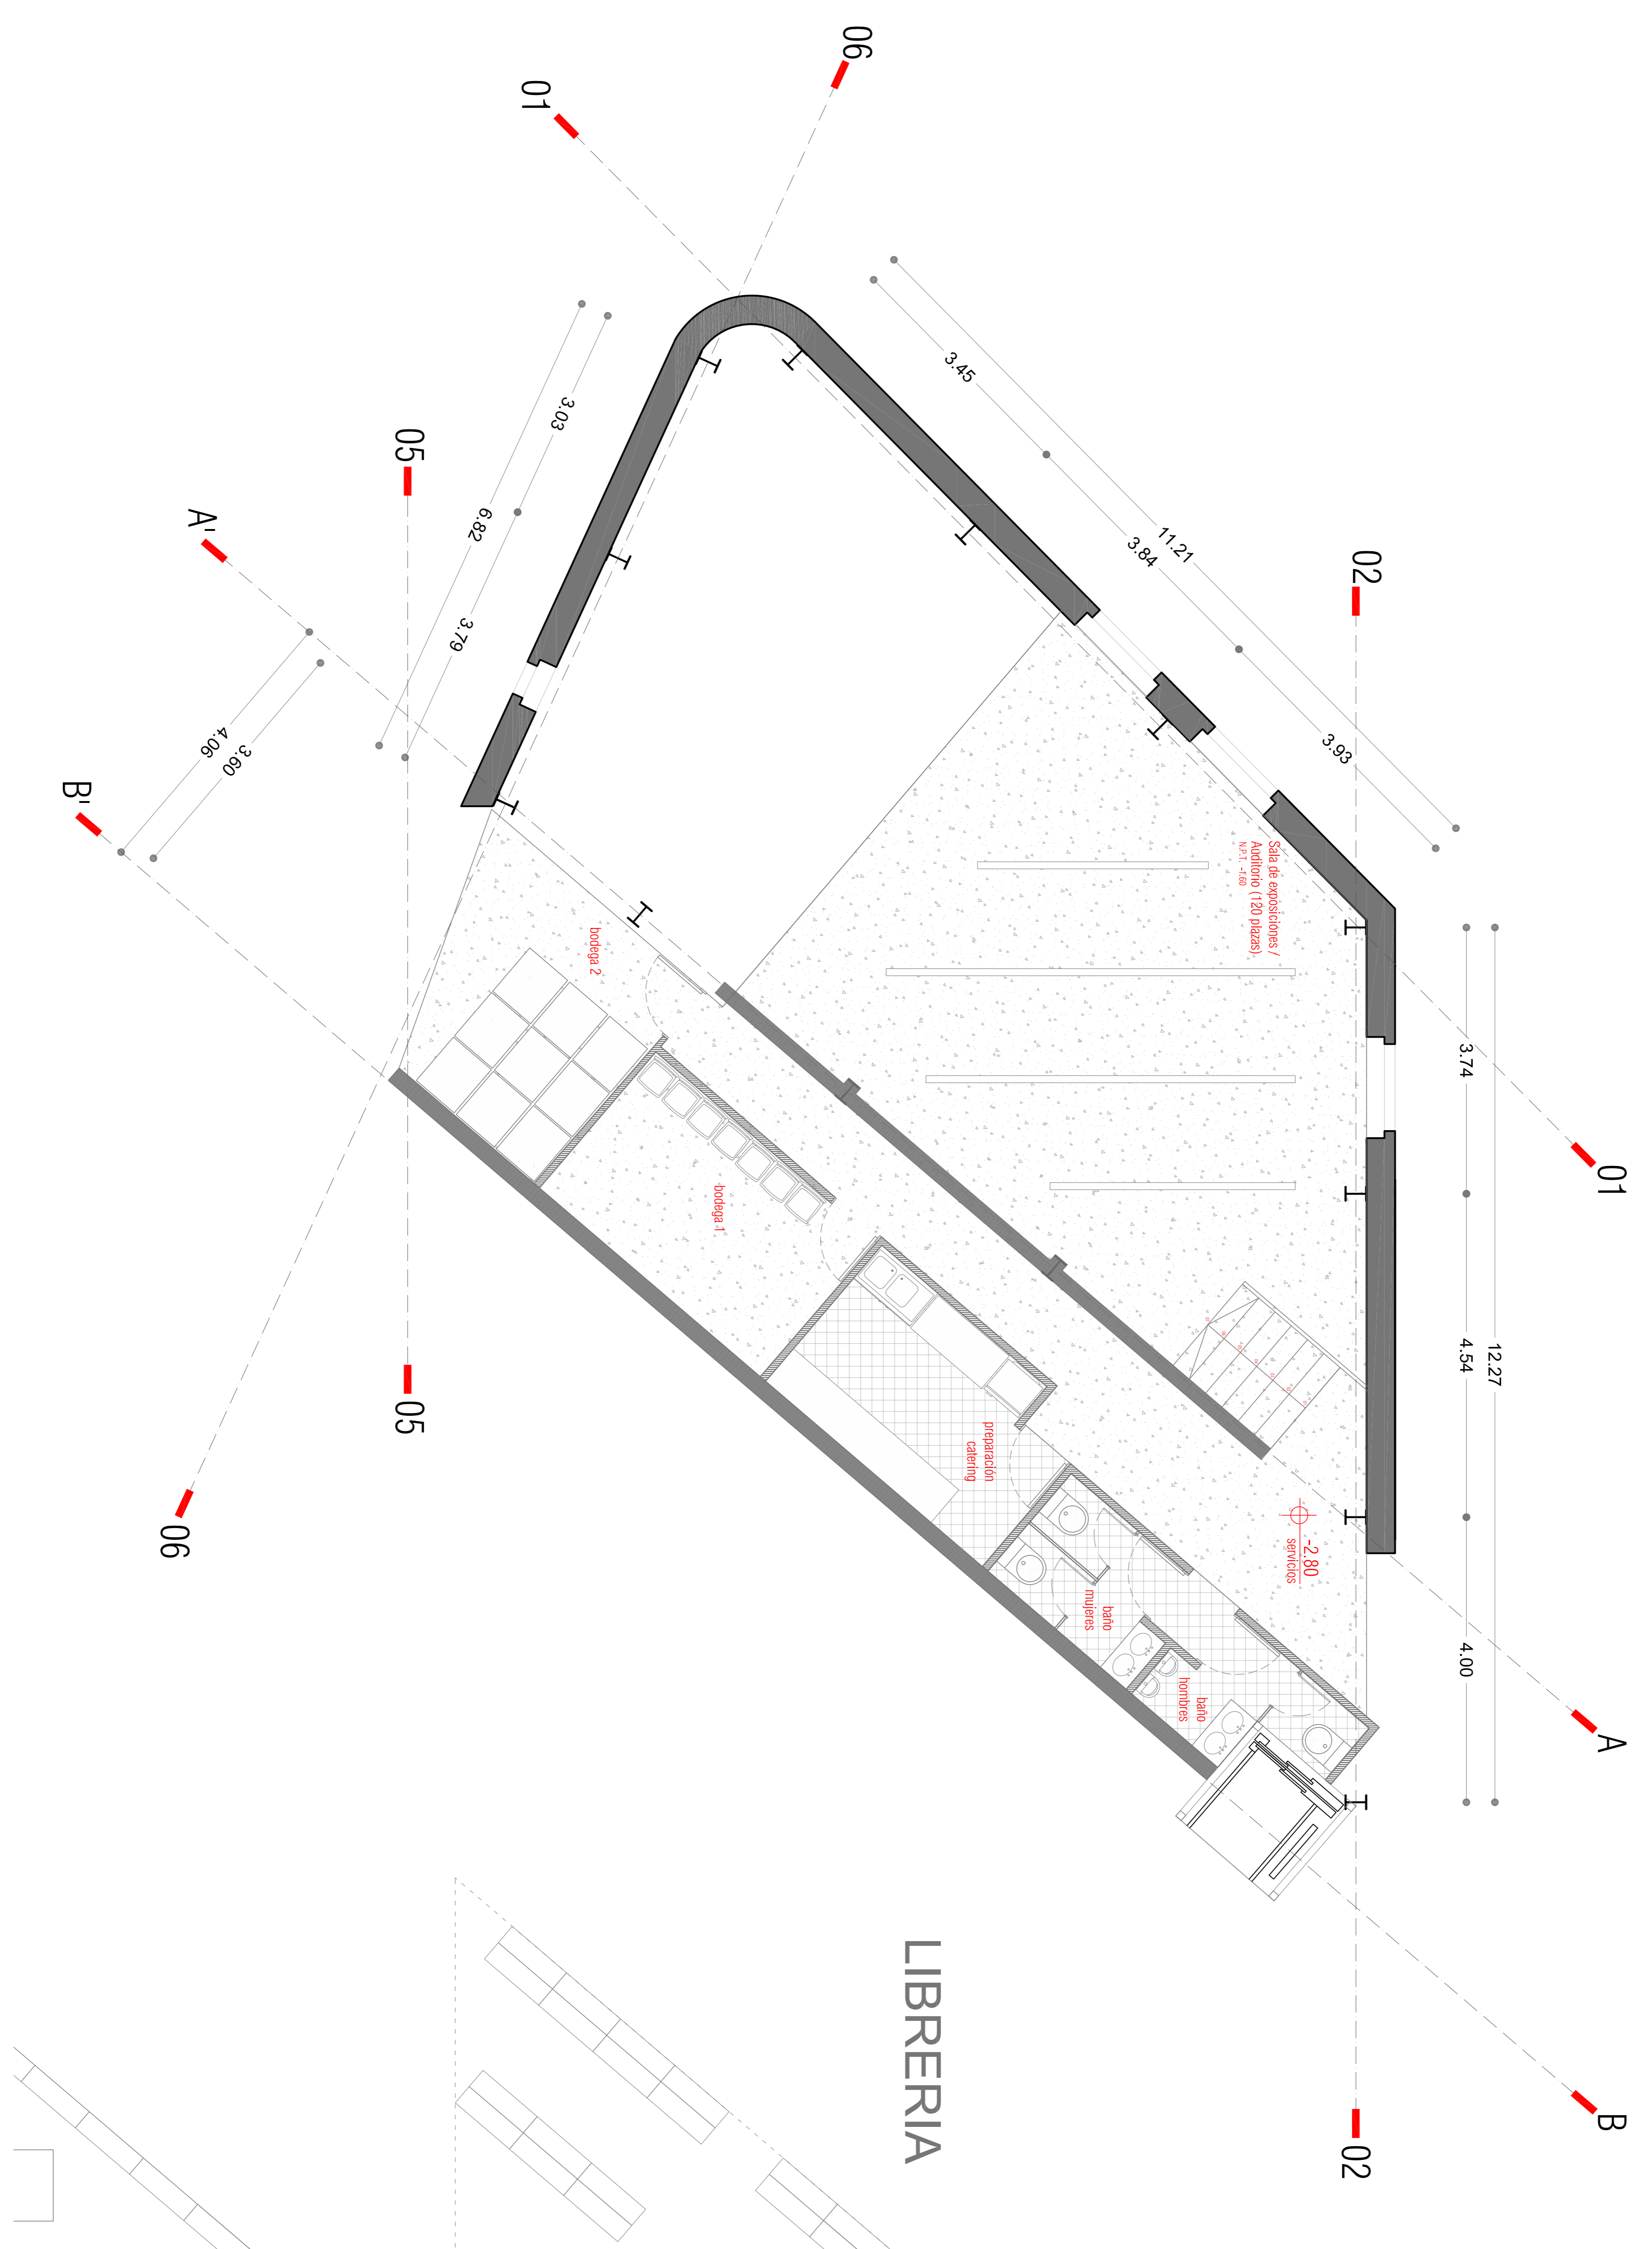 06
01
02
05
A'
B'
3.45
3.84
11.21
3.93
3.03
6.82
3.79
4.06
3.60
Sala de exposiciones /
Auditorio (120 plazas)
N.P.T. -1.60
bodega 2
bodega 1
3.74
4.54
12.27
4.00
01
preparación
catering
-2.80
servicios
baño
mujeres
baño
hombres
05
06
A
B
02
LIBRERIA